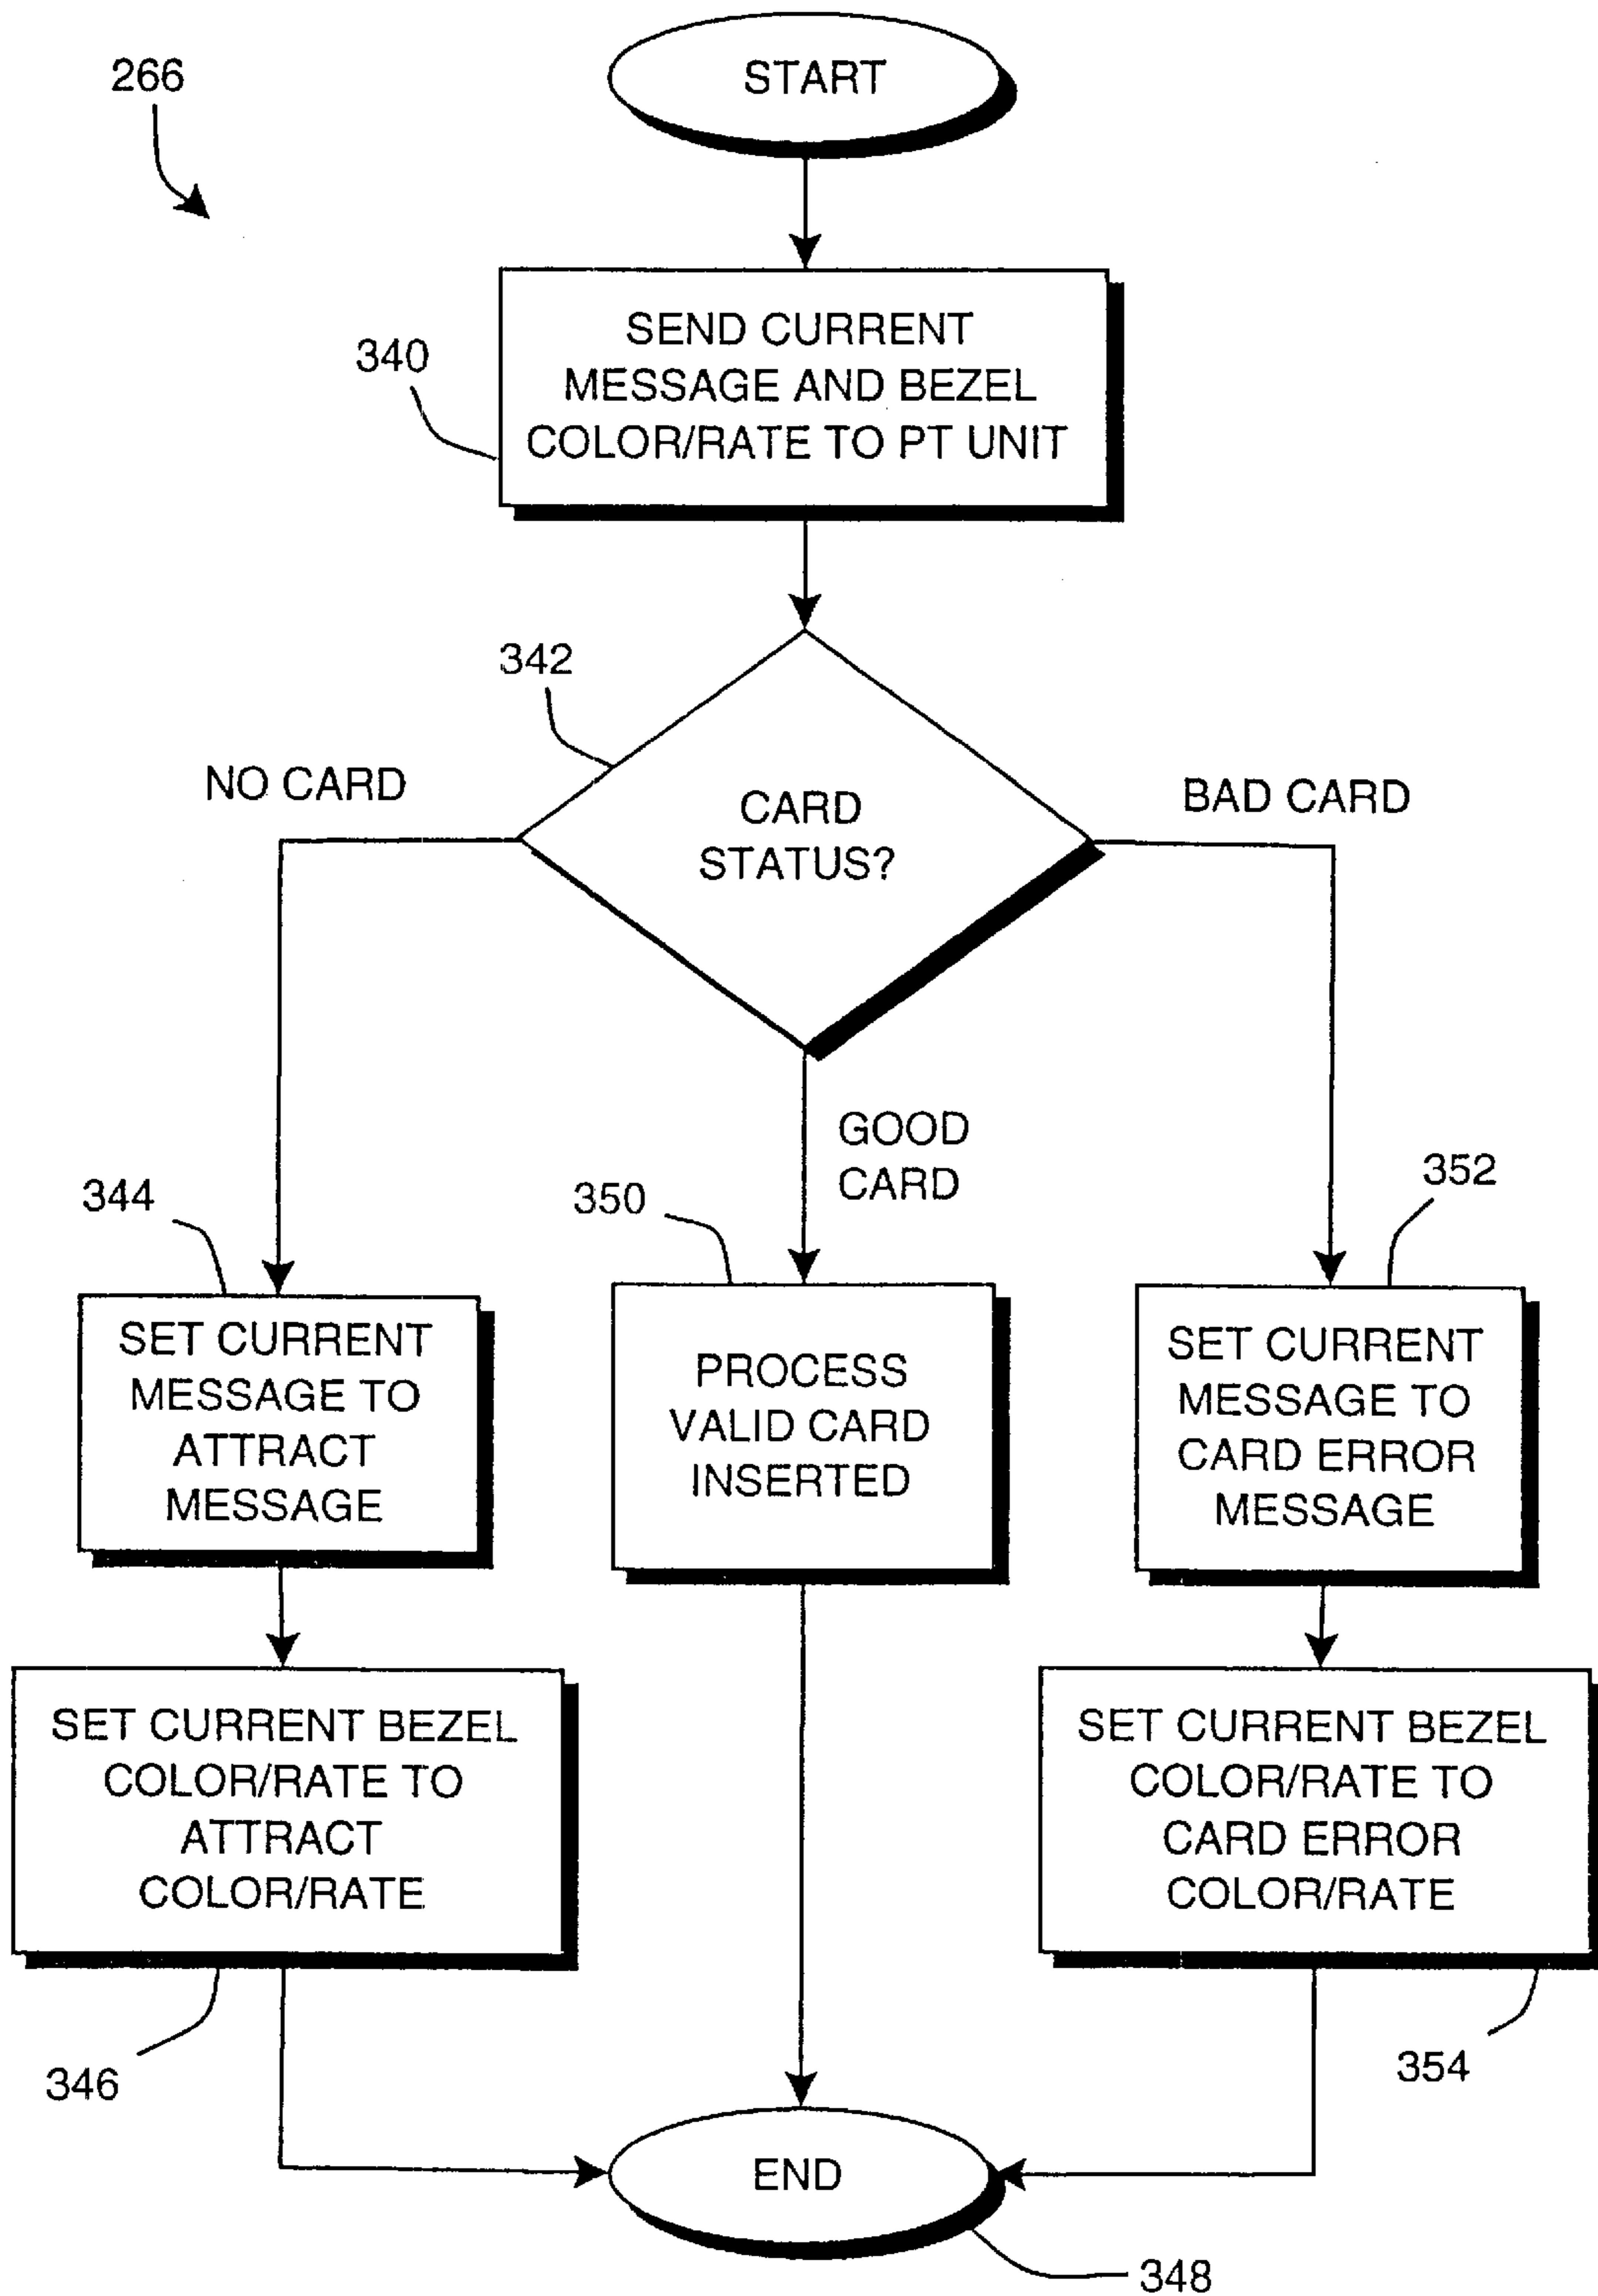 266
START
340
SEND CURRENT
MESSAGE AND BEZEL
COLOR/RATE TO PT UNIT
342
CARD
STATUS?
NO CARD
BAD CARD
GOOD
CARD
344
SET CURRENT
MESSAGE TO
ATTRACT
MESSAGE
350
PROCESS
VALID CARD
INSERTED
352
SET CURRENT
MESSAGE TO
CARD ERROR
MESSAGE
SET CURRENT BEZEL
COLOR/RATE TO
ATTRACT
COLOR/RATE
346
SET CURRENT BEZEL
COLOR/RATE TO
CARD ERROR
COLOR/RATE
354
END
348